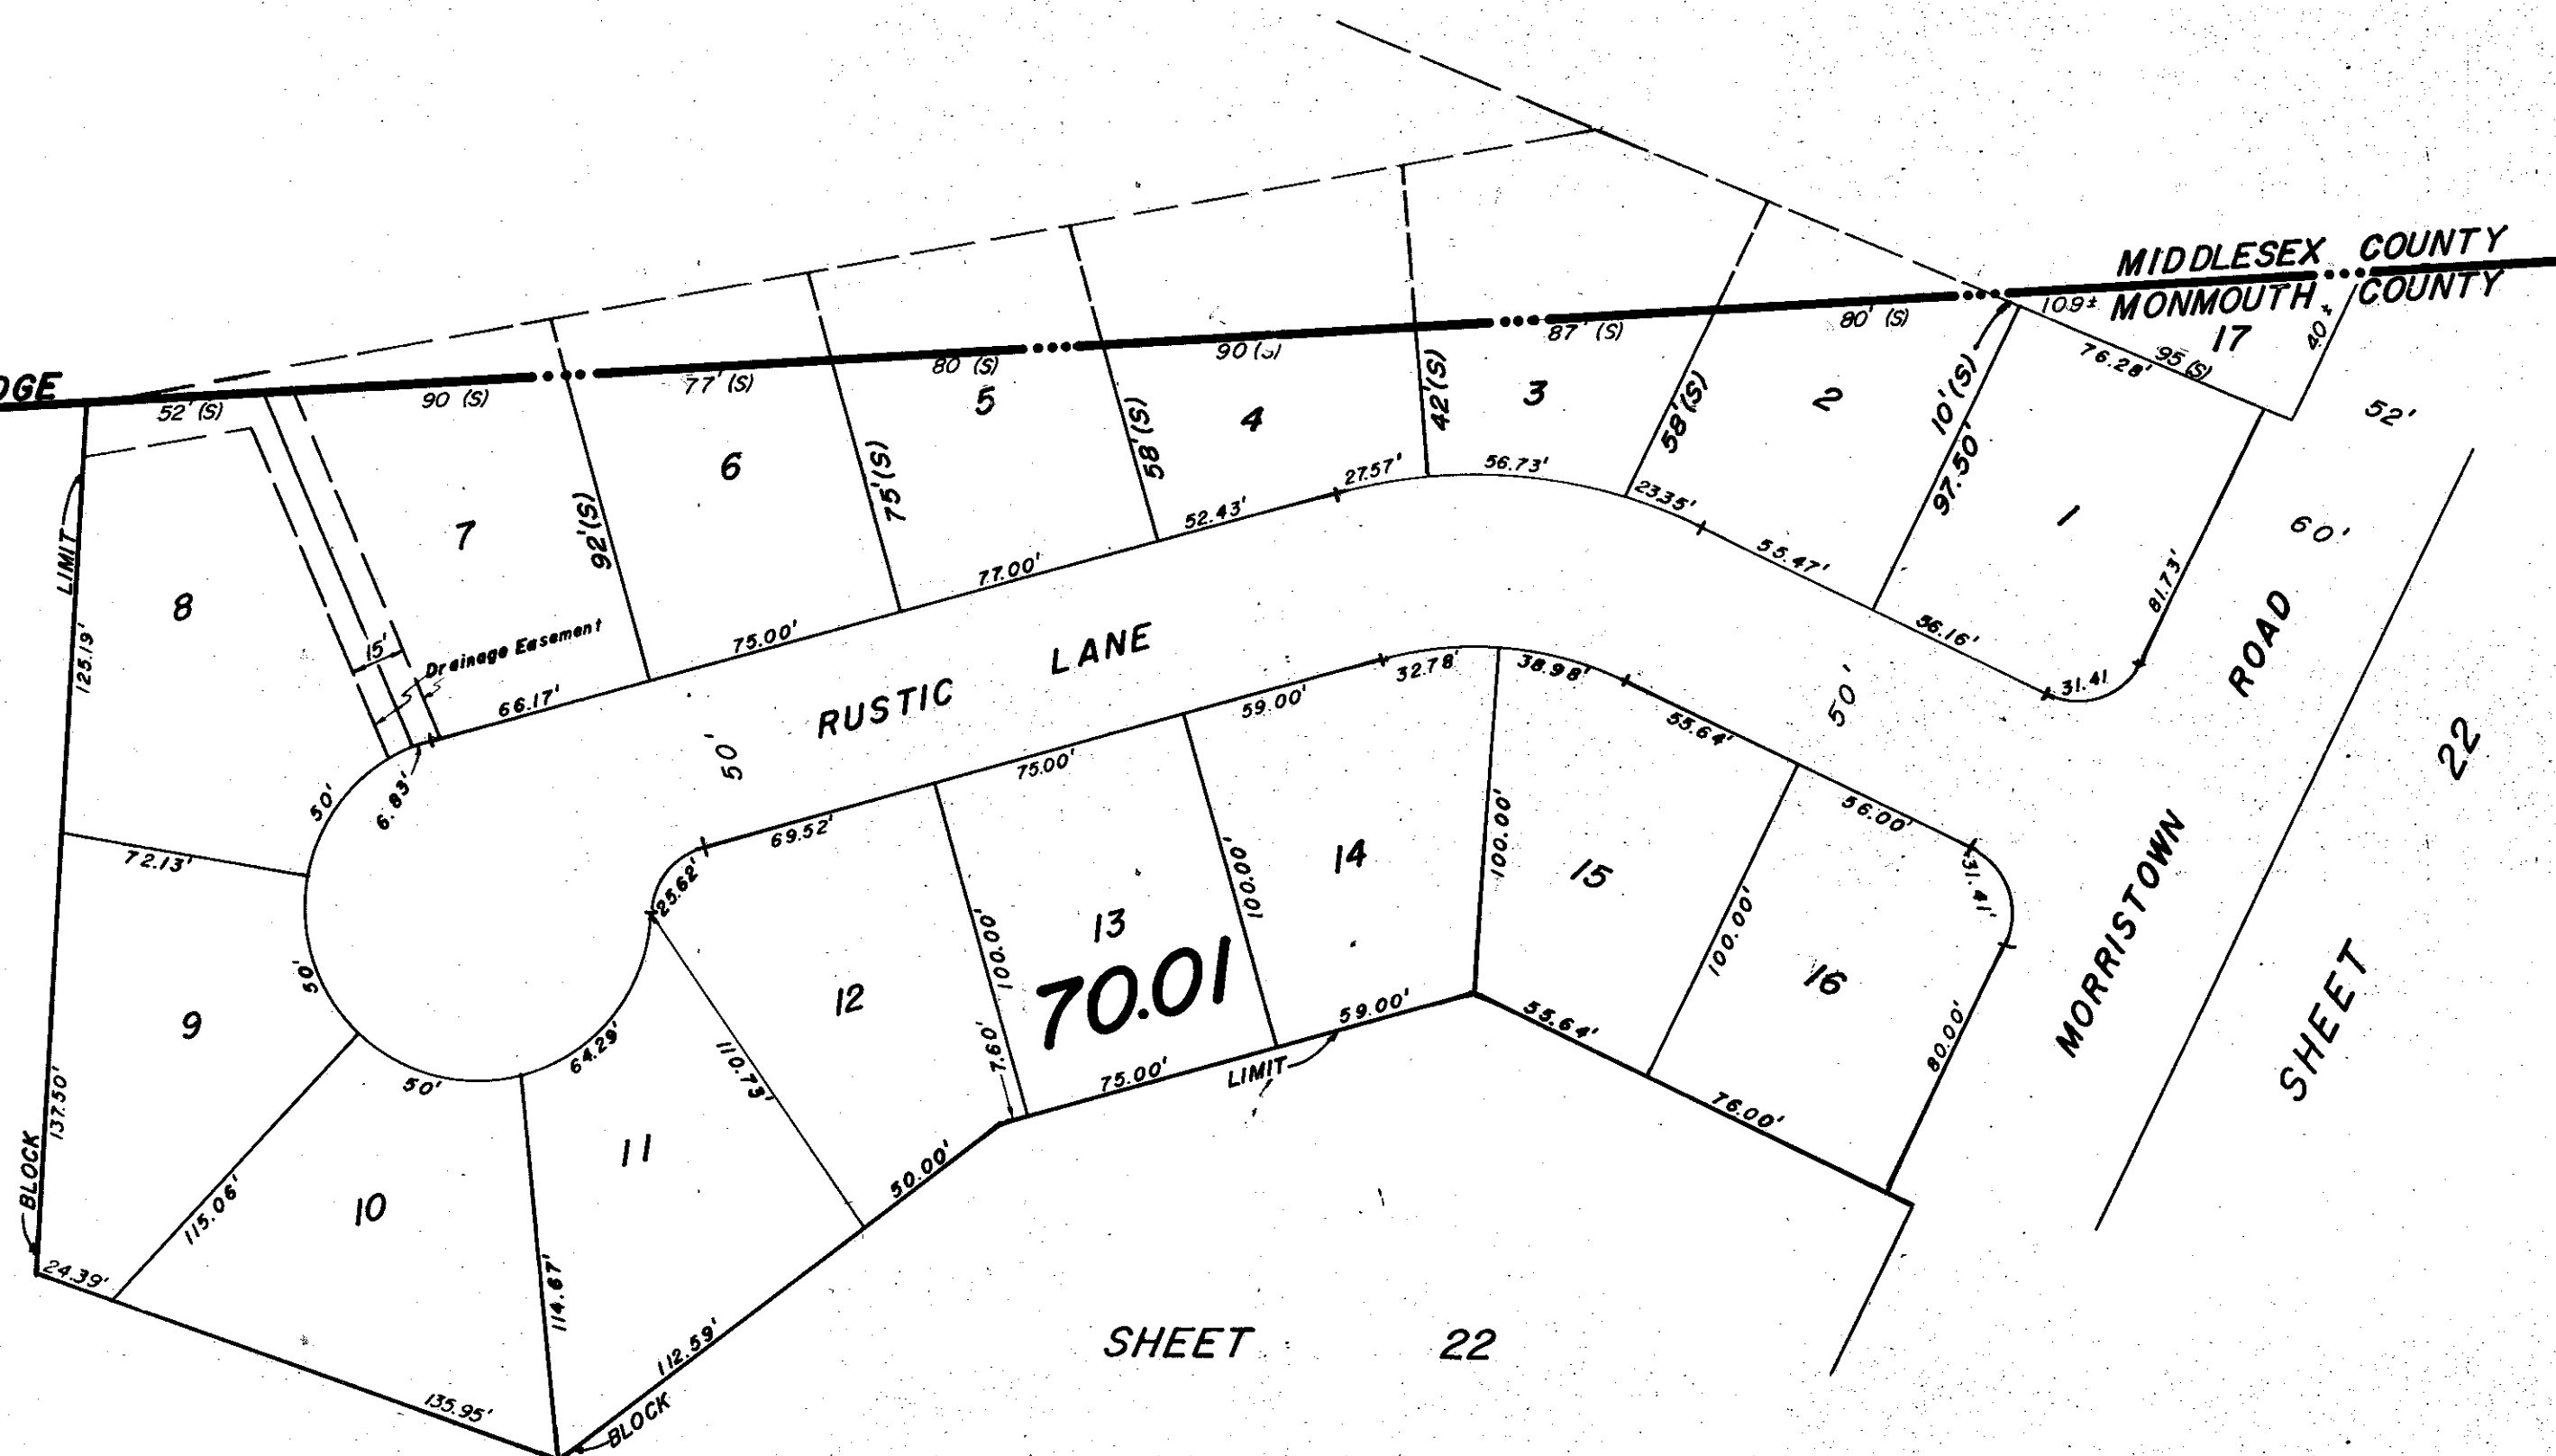 MIDDLESEX COUNTY
MONMOUTH COUNTY
DGE
52'(S)
90 (S)
77'(S)
80 (S)
90 (S)
87'(S)
80' (S)
109±
17
40±
76.28'
95 (S)
10'(S)
97.50'
52'
60'
8
7
6
5
4
3
2
1
LIMIT
125.19'
15'
Drainage Easement
92'(S)
75'(S)
58'(S)
42'(S)
58'(S)
66.17'
75.00'
77.00'
52.43'
27.57'
56.73'
23.35'
55.47'
56.16'
31.41
81.73'
RUSTIC LANE
50'
50'
MORRISTOWN ROAD
SHEET 22
50'
6.83'
72.13'
50'
50'
64.29'
25.62'
69.52'
75.00'
59.00'
32.78'
38.98'
55.64'
56.00'
31.41'
9
10
11
12
13
14
15
16
70.01
137.50'
BLOCK
24.39'
115.06'
135.95'
114.67'
112.59'
BLOCK
110.73'
50.00'
7.60'
100.00'
100.00'
100.00'
100.00'
75.00'
LIMIT
59.00'
55.64'
76.00'
80.00'
SHEET 22